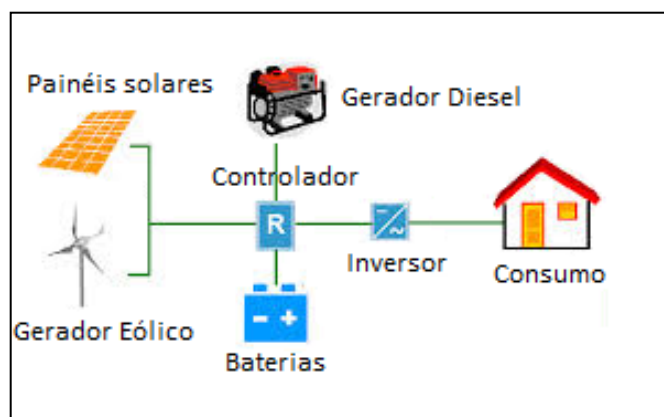 Painéis solares
Gerador Diesel
Controlador
R
Inversor
Consumo
Gerador Eólico
Baterias